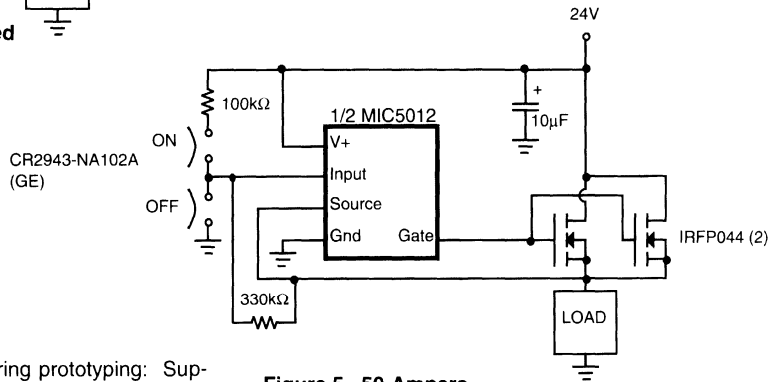 ed
24V
100kΩ
1/2 MIC5012
+
10µF
ON
V+
CR2943-NA102A
(GE)
Input
OFF
Source
Gnd
Gate
IRFP044 (2)
330kΩ
LOAD
ring prototyping: Sup-
Figure 5. 50-Ampere